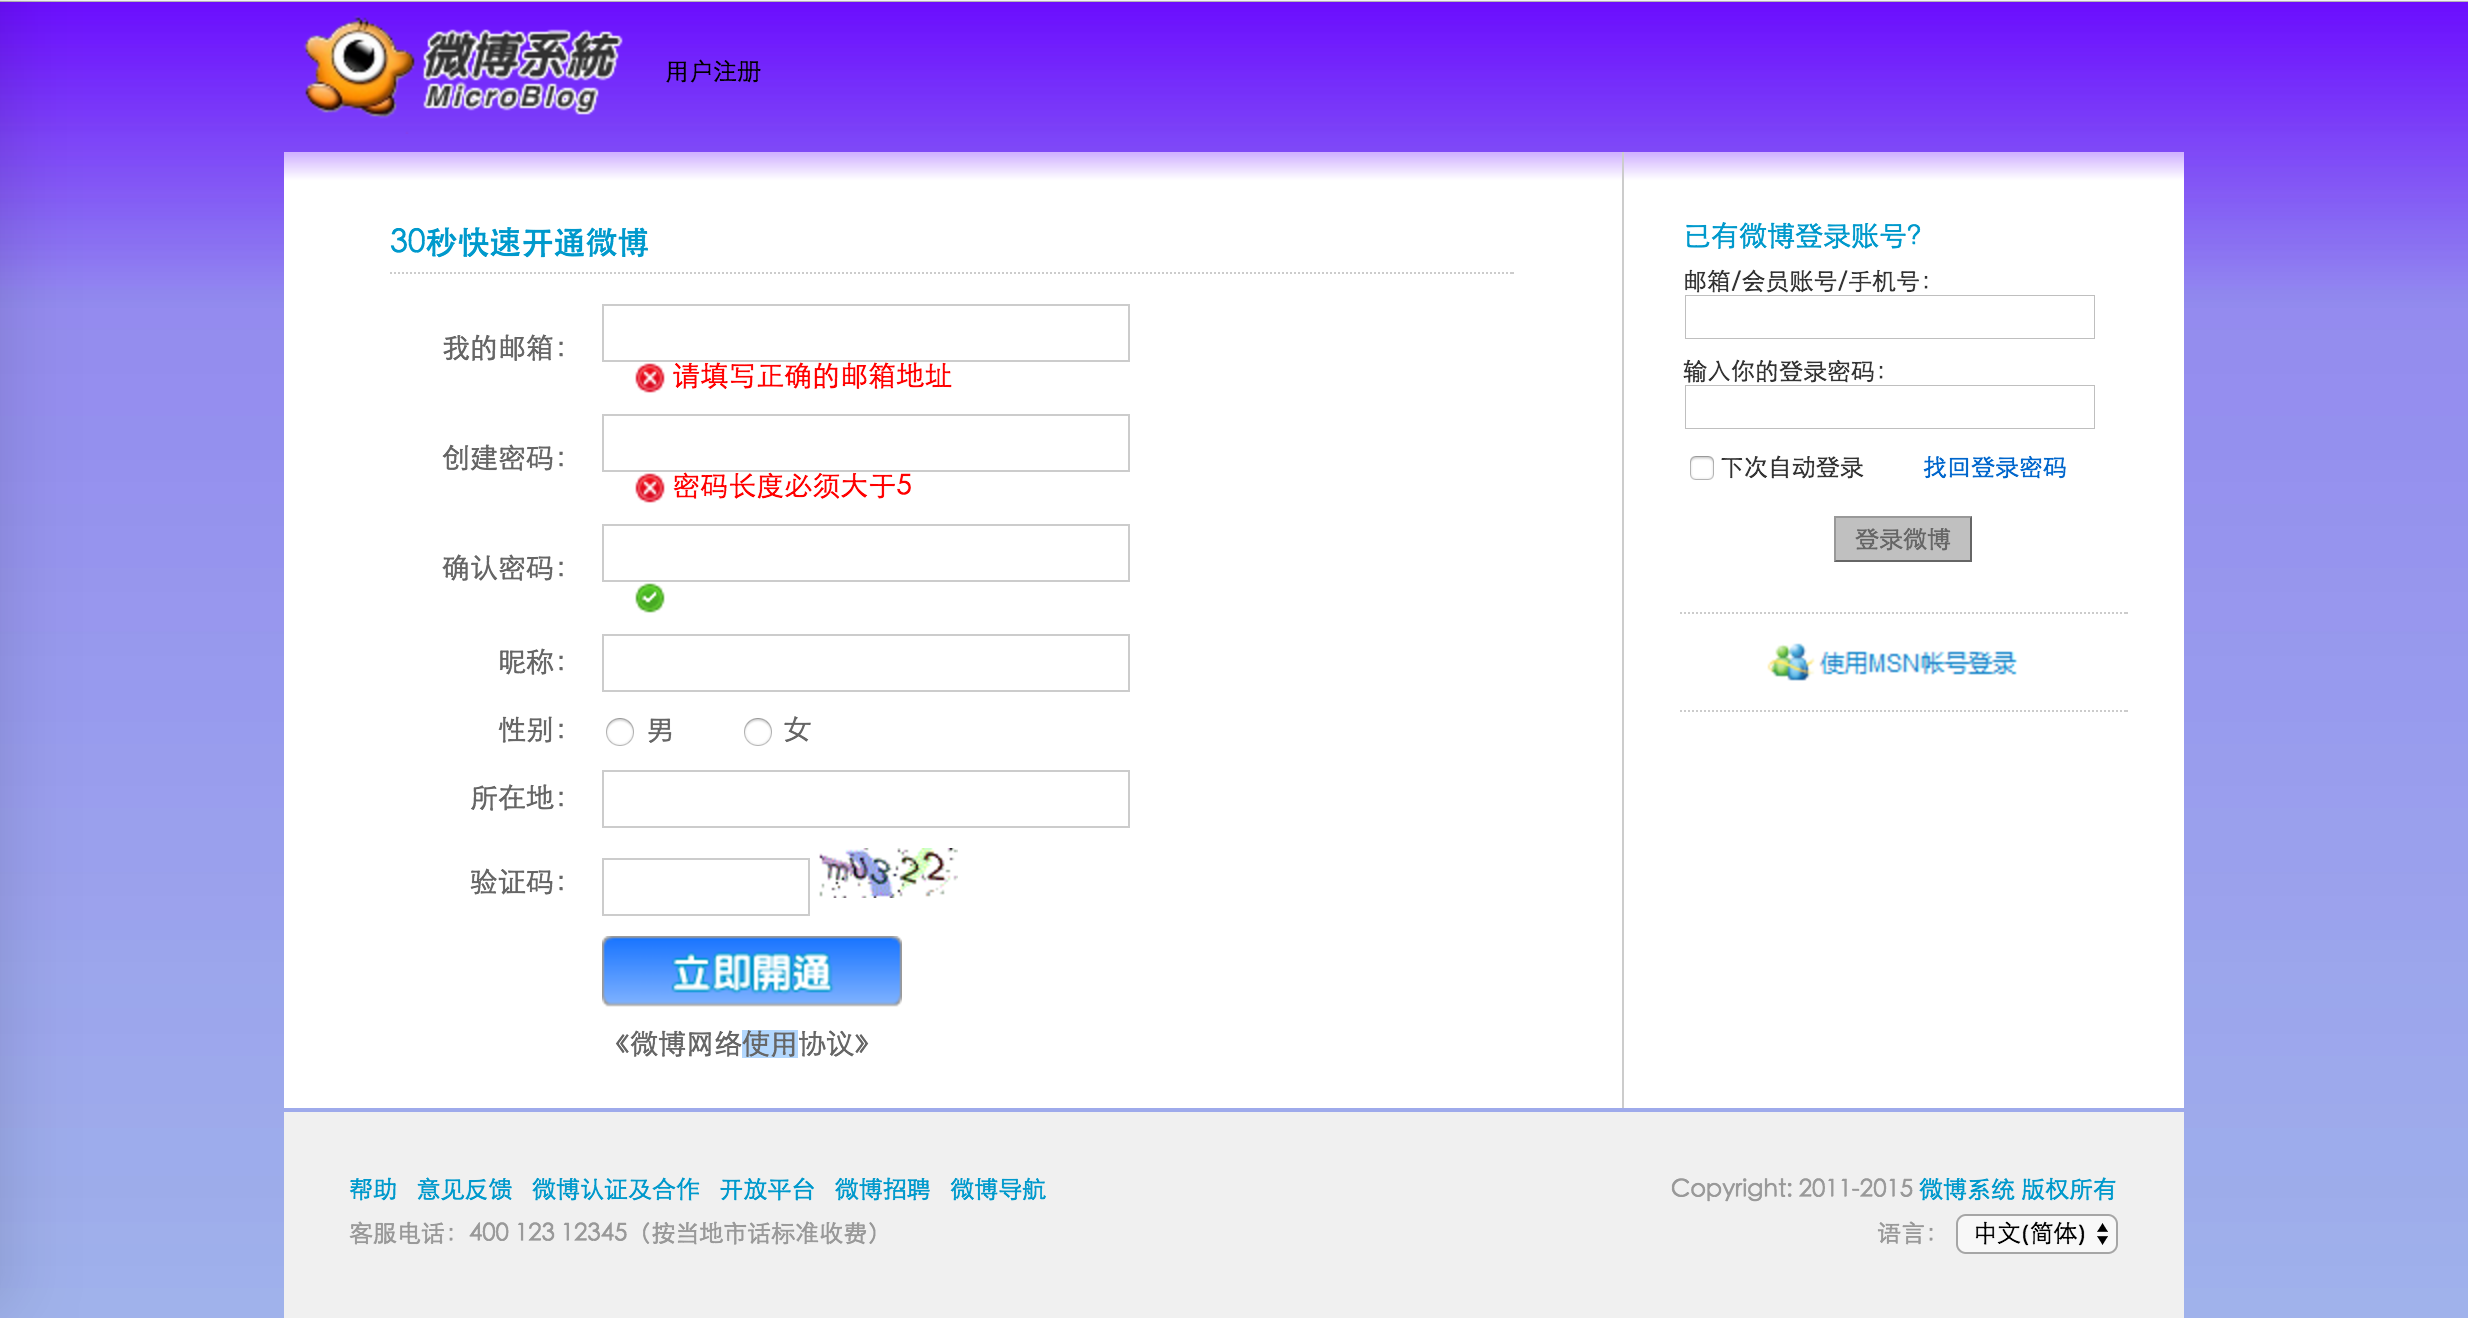 微博系統
MicroBlog
用户注册
30秒快速开通微博
我的邮箱：
请填写正确的邮箱地址
创建密码：
密码长度必须大于5
确认密码：
昵称：
性别： 男 女
所在地：
验证码： mU322
立即開通
《微博网络使用协议》
已有微博登录账号？
邮箱/会员账号/手机号：
输入你的登录密码：
下次自动登录 找回登录密码
登录微博
使用MSN帐号登录
帮助 意见反馈 微博认证及合作 开放平台 微博招聘 微博导航
客服电话：400 123 12345（按当地市话标准收费）
Copyright: 2011-2015 微博系统 版权所有
语言： 中文(简体)